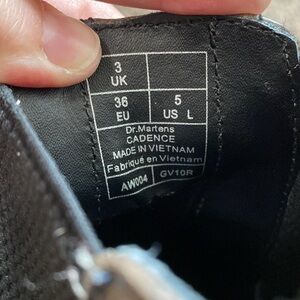 3
UK
36 5
EU US L
Dr.Martens
CADENCE
MADE IN VIETNAM
Fabriqué en Vietnam
AW004 GV10R